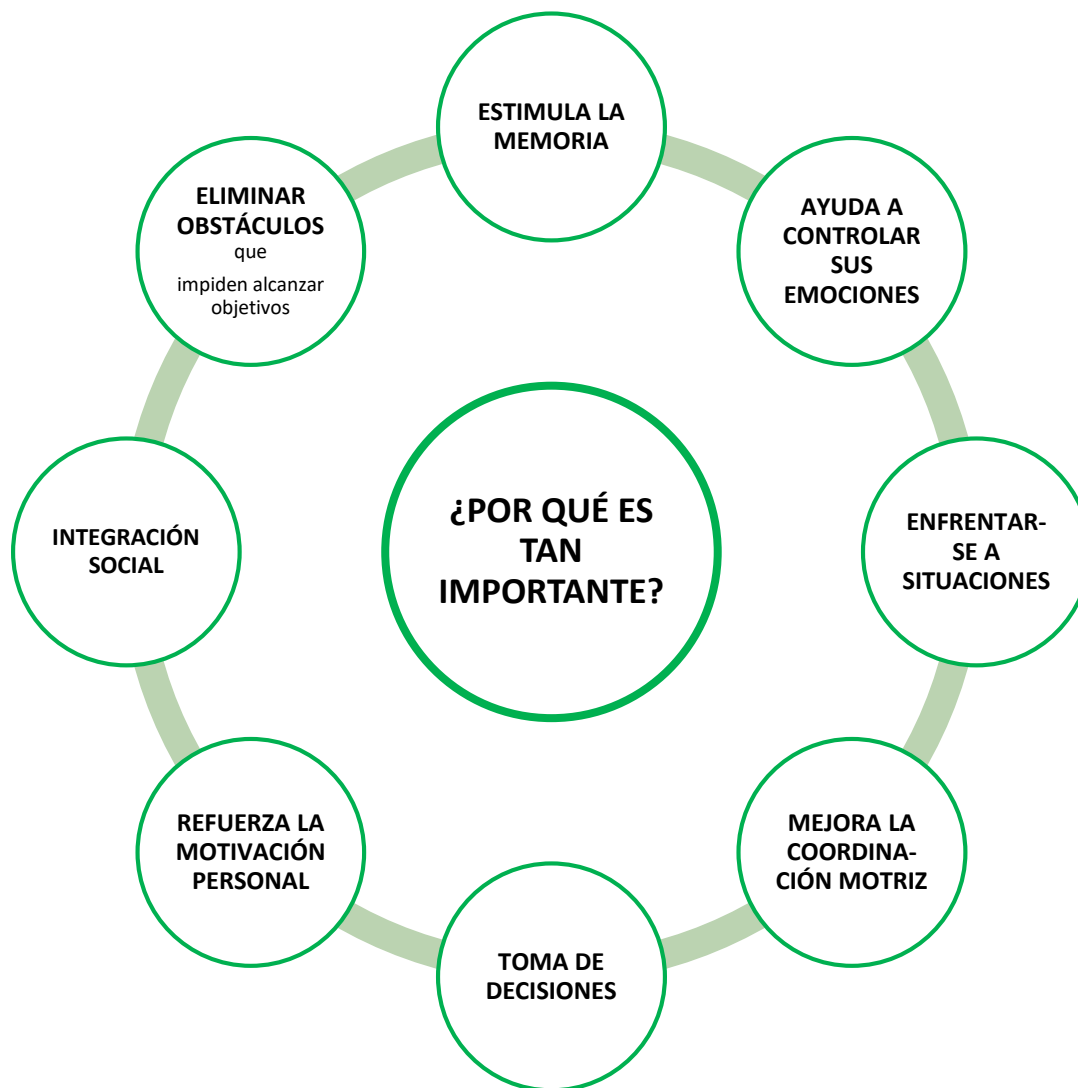 ESTIMULA LA
MEMORIA
AYUDA A
CONTROLAR
SUS
EMOCIONES
ENFRENTAR-
SE A
SITUACIONES
MEJORA LA
COORDINA-
CIÓN MOTRIZ
TOMA DE
DECISIONES
REFUERZA LA
MOTIVACIÓN
PERSONAL
INTEGRACIÓN
SOCIAL
ELIMINAR
OBSTÁCULOS
que
impiden alcanzar
objetivos
¿POR QUÉ ES
TAN
IMPORTANTE?